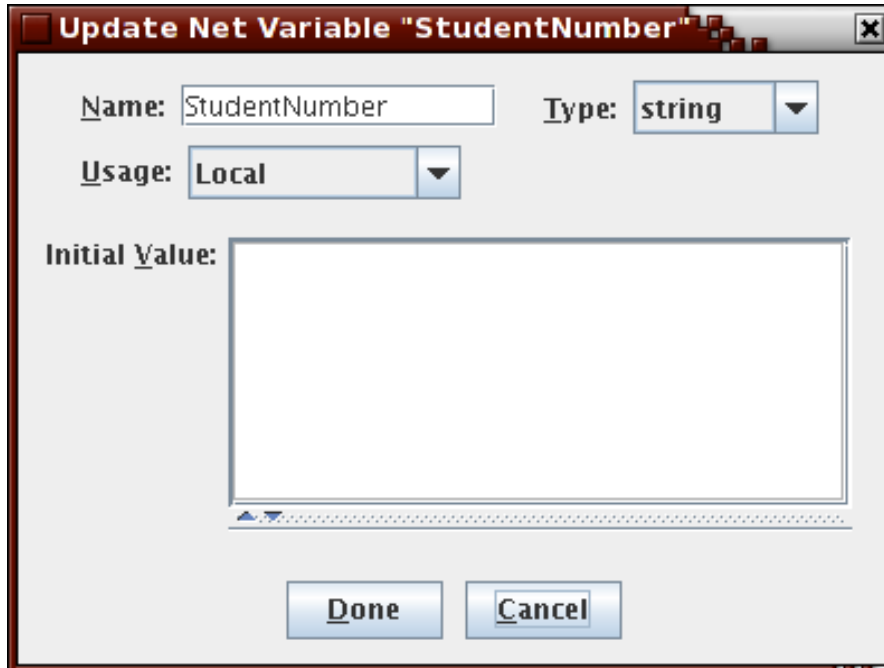 Update Net Variable "StudentNumber"
Name: StudentNumber Type: string
Usage: Local
Initial Value:
Done Cancel